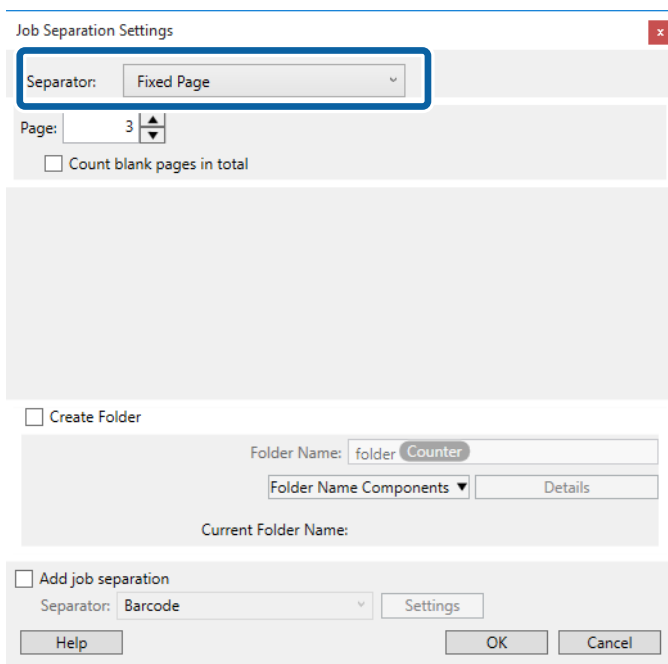 Job Separation Settings
x
Separator: Fixed Page
Page: 3
Count blank pages in total
Create Folder
Folder Name: folder Counter
Folder Name Components ▼ Details
Current Folder Name:
Add job separation
Separator: Barcode Settings
Help OK Cancel